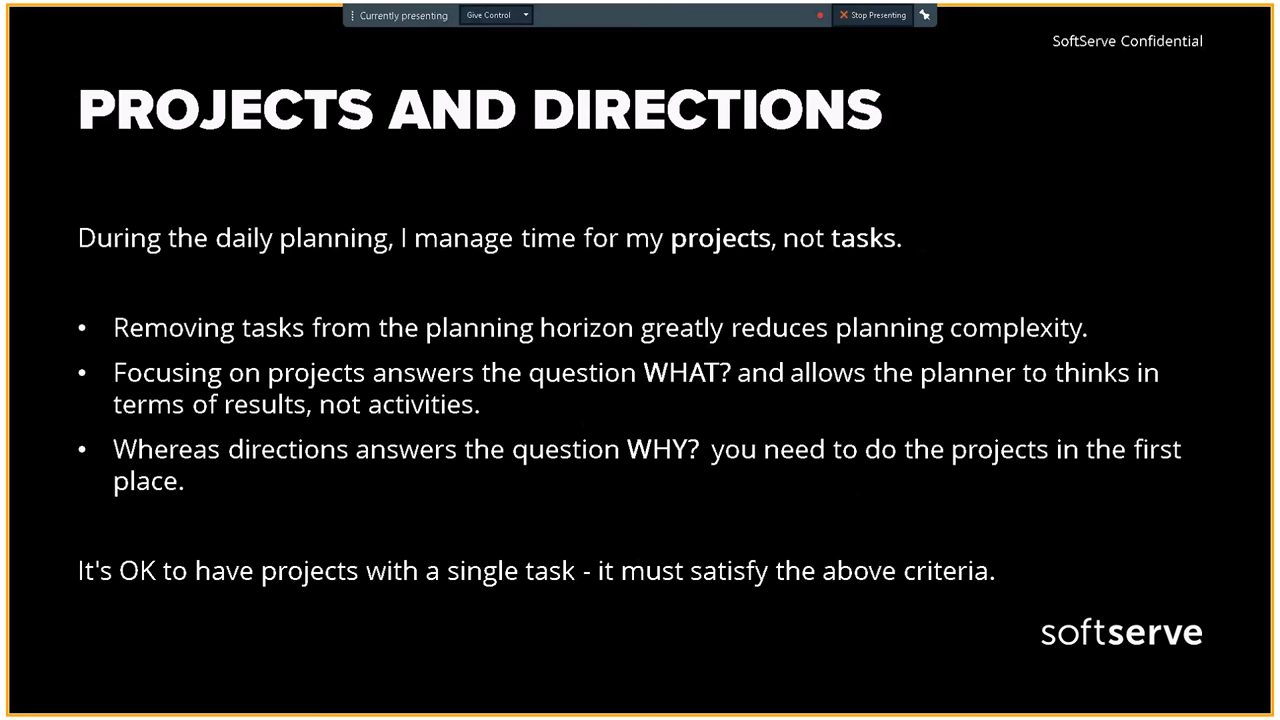 Currently presenting Give Control Stop Presenting
SoftServe Confidential
PROJECTS AND DIRECTIONS
During the daily planning, I manage time for my projects, not tasks.
• Removing tasks from the planning horizon greatly reduces planning complexity.
• Focusing on projects answers the question WHAT? and allows the planner to thinks in
terms of results, not activities.
• Whereas directions answers the question WHY? you need to do the projects in the first
place.
It's OK to have projects with a single task - it must satisfy the above criteria.
softserve